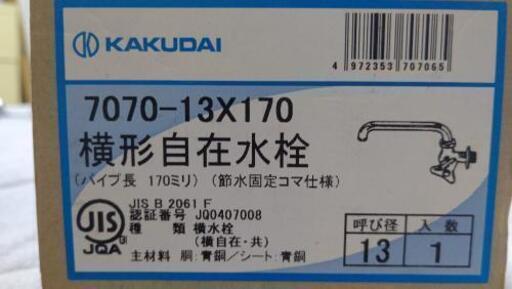 KAKUDAI
4 972353 707065
7070-13X170
横形自在水栓
(パイプ長 170ミリ) (節水固定コマ仕様)
JIS B 2061 F
認証番号 JQ0407008
種類 横水栓
(横自在・共)
主材料 胴:青銅/シート:青銅
JIS
JQA
呼び径
13
入数
1